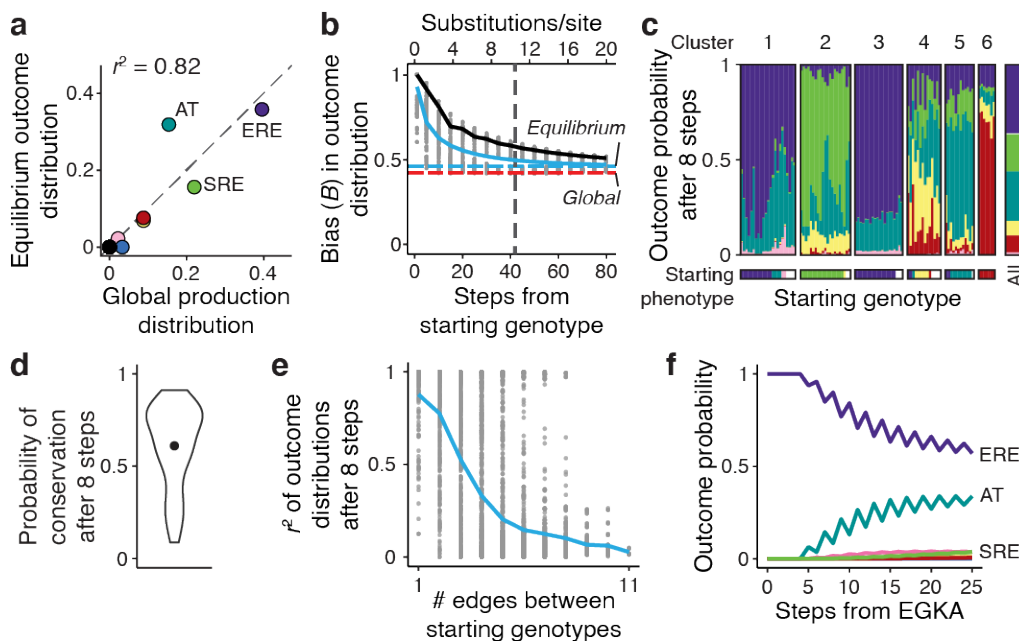 a
r² = 0.82
Equilibrium outcome
distribution
0.4
0.2
0
AT
ERE
SRE
0
0.2
0.4
Global production
distribution
b
Substitutions/site
0 4 8 12 16 20
Bias (B) in outcome
distribution
1
0.5
0
Equilibrium
Global
0 20 40 60 80
Steps from
starting genotype
c
Cluster 1 2 3 4 5 6
Outcome probability
after 8 steps
1
0.5
0
Starting
phenotype
Starting genotype
All
d
Probability of
conservation
after 8 steps
1
0.5
0
e
r² of outcome
distributions
after 8 steps
1
0.5
0
1 11
# edges between
starting genotypes
f
Outcome probability
1
0.5
0
ERE
AT
SRE
0 5 10 15 20 25
Steps from EGKA